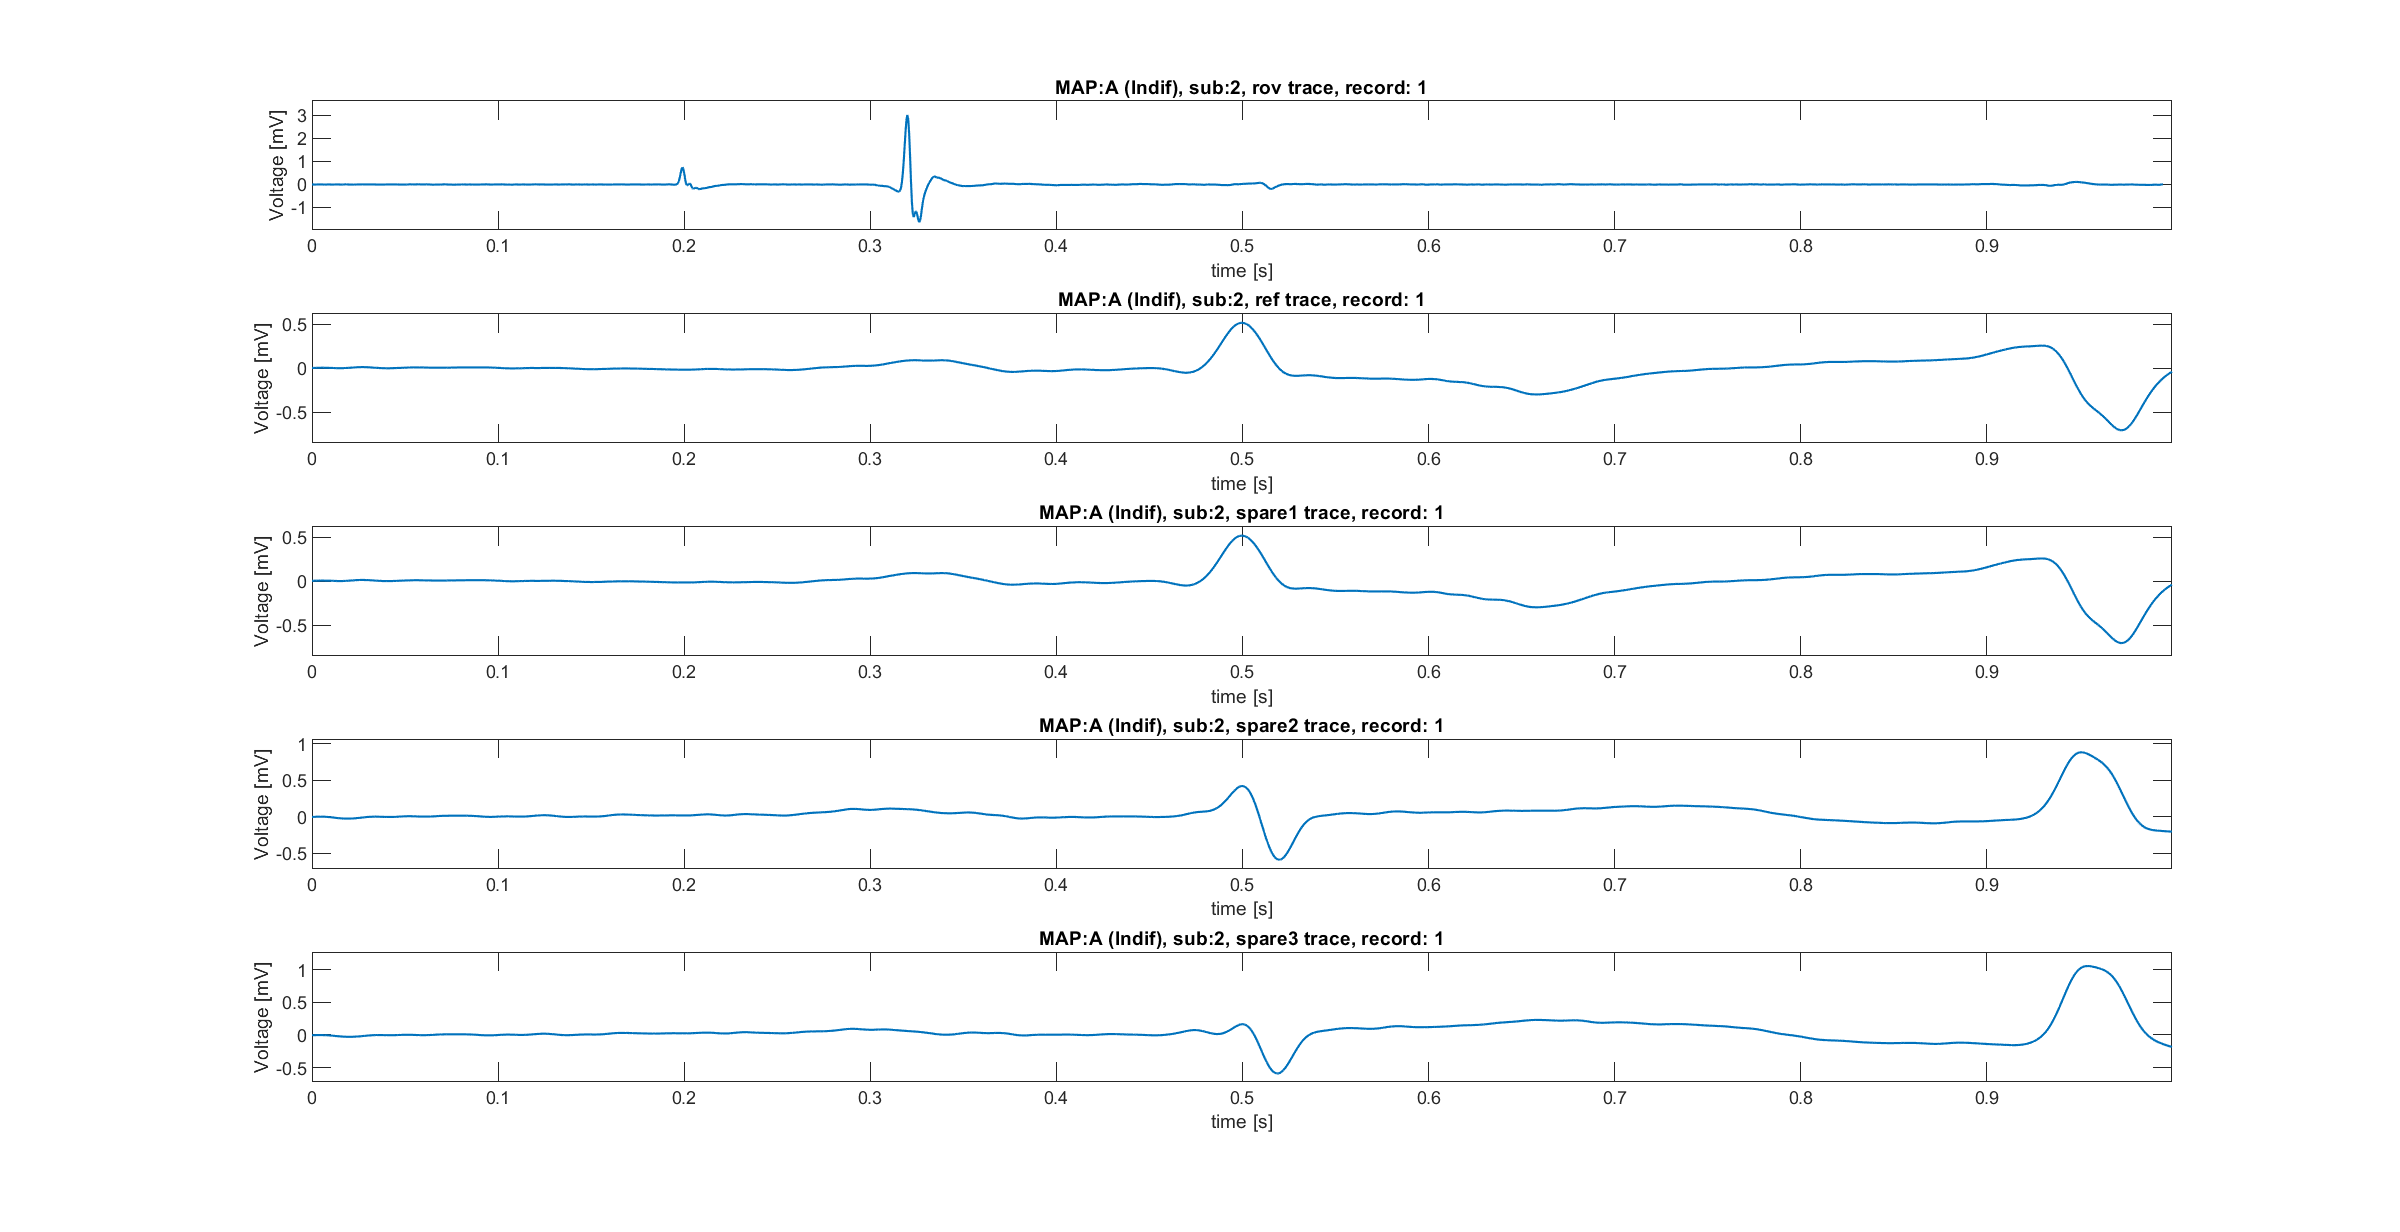 MAP:A (Indif), sub:2, rov trace, record: 1
Voltage [mV]
3
2
1
0
-1
0 0.1 0.2 0.3 0.4 0.5 0.6 0.7 0.8 0.9
time [s]
MAP:A (Indif), sub:2, ref trace, record: 1
Voltage [mV]
0.5
0
-0.5
0 0.1 0.2 0.3 0.4 0.5 0.6 0.7 0.8 0.9
time [s]
MAP:A (Indif), sub:2, spare1 trace, record: 1
Voltage [mV]
0.5
0
-0.5
0 0.1 0.2 0.3 0.4 0.5 0.6 0.7 0.8 0.9
time [s]
MAP:A (Indif), sub:2, spare2 trace, record: 1
Voltage [mV]
1
0.5
0
-0.5
0 0.1 0.2 0.3 0.4 0.5 0.6 0.7 0.8 0.9
time [s]
MAP:A (Indif), sub:2, spare3 trace, record: 1
Voltage [mV]
1
0.5
0
-0.5
0 0.1 0.2 0.3 0.4 0.5 0.6 0.7 0.8 0.9
time [s]